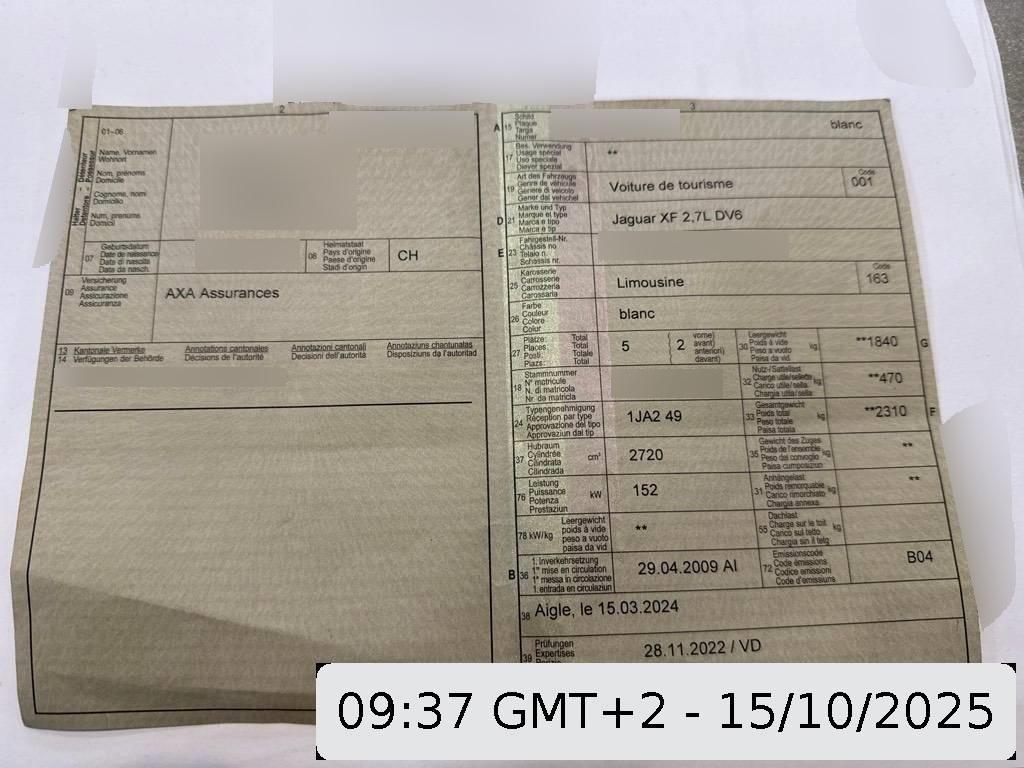 2
01-06
Halter - Détenteur
Detentore - Possessur
Name, Vornamen
Wohnort
Nom, prénoms
Domicile
Cognome, nomi
Domicilio
Num, prenums
Domicil
07 Geburtsdatum
Date de naissance
Data di nascita
Data da nasch.
08 Heimatstaat
Pays d'origine
Paese d'origine
Stadi d'origin
CH
09 Versicherung
Assurance
Assicurazione
Assicuranza
AXA Assurances
13 Kantonale Vermerke
14 Verfügungen der Behörde
Annotations cantonales
Décisions de l'autorité
Annotazioni cantonali
Decisioni dell'autorità
Annotaziuns chantunalas
Disposiziuns da l'autoritad
3
A 15 Schild
Plaque
Targa
Numer
blanc
17 Bes. Verwendung
Usage spécial
Uso speciale
Diever spezial
**
19 Art des Fahrzeugs
Genre de véhicule
Genere di veicolo
Gener dal vehichel
Voiture de tourisme
Code
001
D 21 Marke und Typ
Marque et type
Marca e tipo
Marca e tip
Jaguar XF 2,7L DV6
E 23 Fahrgestell-Nr.
Châssis no
Telaio n.
Schassis nr.
25 Karosserie
Carrosserie
Carrozzeria
Carossaria
Limousine
Code
163
26 Farbe
Couleur
Colore
Colur
blanc
27 Plätze: Total
Places: Total
Posti: Totale
Plazs: Total
5
(2 vorne)
avant)
anteriori)
davant)
30 Leergewicht
Poids à vide
Peso a vuoto
Paisa da vid
kg
**1840 G
18 Stammnummer
N° matricule
N. di matricola
Nr. da matricla
32 Nutz-/Sattellast
Charge utile/sellette
Carico utile/sella
Chargia utila/sella
kg
**470
24 Typengenehmigung
Réception par type
Approvazione del tipo
Approvaziun dal tip
1JA2 49
33 Gesamtgewicht
Poids total
Peso totale
Paisa totala
kg
**2310 F
37 Hubraum
Cylindrée
Cilindrata
Cilindrada
cm³
2720
35 Gewicht des Zuges
Poids de l'ensemble
Peso del convoglio
Paisa cumposiziun
kg
**
76 Leistung
Puissance
Potenza
Prestaziun
kW
152
31 Anhängelast
Poids remorquable
Carico rimorchiato
Chargia annexa
kg
**
78 kW/kg
Leergewicht
poids à vide
peso a vuoto
paisa da vid
**
55 Dachlast
Charge sur le toit
Carico sul tetto
Chargia sin il tetg
kg
B 36 1. Inverkehrsetzung
1re mise en circulation
1a messa in circolazione
1. entrada en circulaziun
29.04.2009 AI
72 Emissionscode
Code émissions
Codice emissioni
Code d'emissiuns
B04
38 Aigle, le 15.03.2024
39 Prüfungen
Expertises
28.11.2022 / VD
09:37 GMT+2 - 15/10/2025